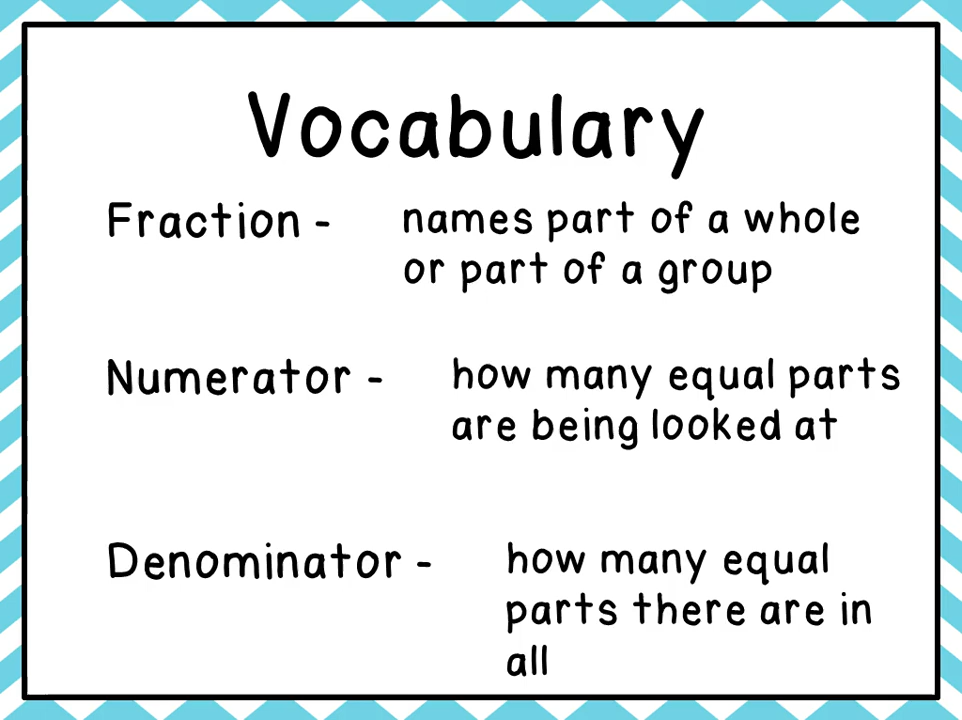 Vocabulary
Fraction - names part of a whole
or part of a group
Numerator - how many equal parts
are being looked at
Denominator - how many equal
parts there are in
all